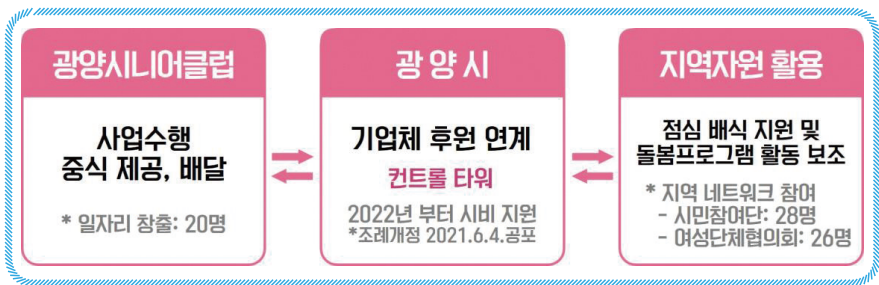 광양시니어클럽
사업수행
중식 제공, 배달
* 일자리 창출: 20명
광 양 시
기업체 후원 연계
컨트롤 타워
2022년 부터 시비 지원
*조례개정 2021.6.4.공포
지역자원 활용
점심 배식 지원 및
돌봄프로그램 활동 보조
* 지역 네트워크 참여
- 시민참여단: 28명
- 여성단체협의회: 26명